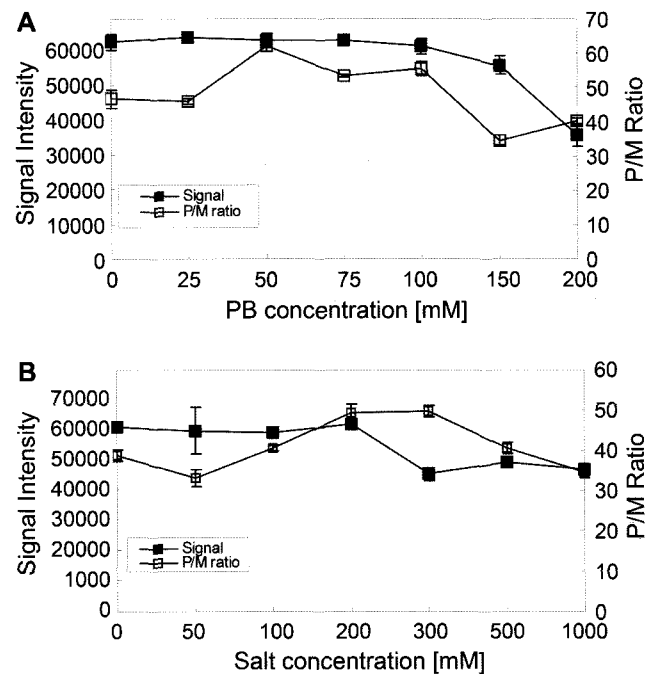 A
60000
50000
40000
30000
20000
10000
0
Signal Intensity
70
60
50
40
30
20
10
0
P/M Ratio
Signal
P/M ratio
0 25 50 75 100 150 200
PB concentration [mM]
B
70000
60000
50000
40000
30000
20000
1000
0
Signal Intensity
60
50
40
30
20
10
0
P/M Ratio
Signal
P/M ratio
0 50 100 200 300 500 1000
Salt concentration [mM]